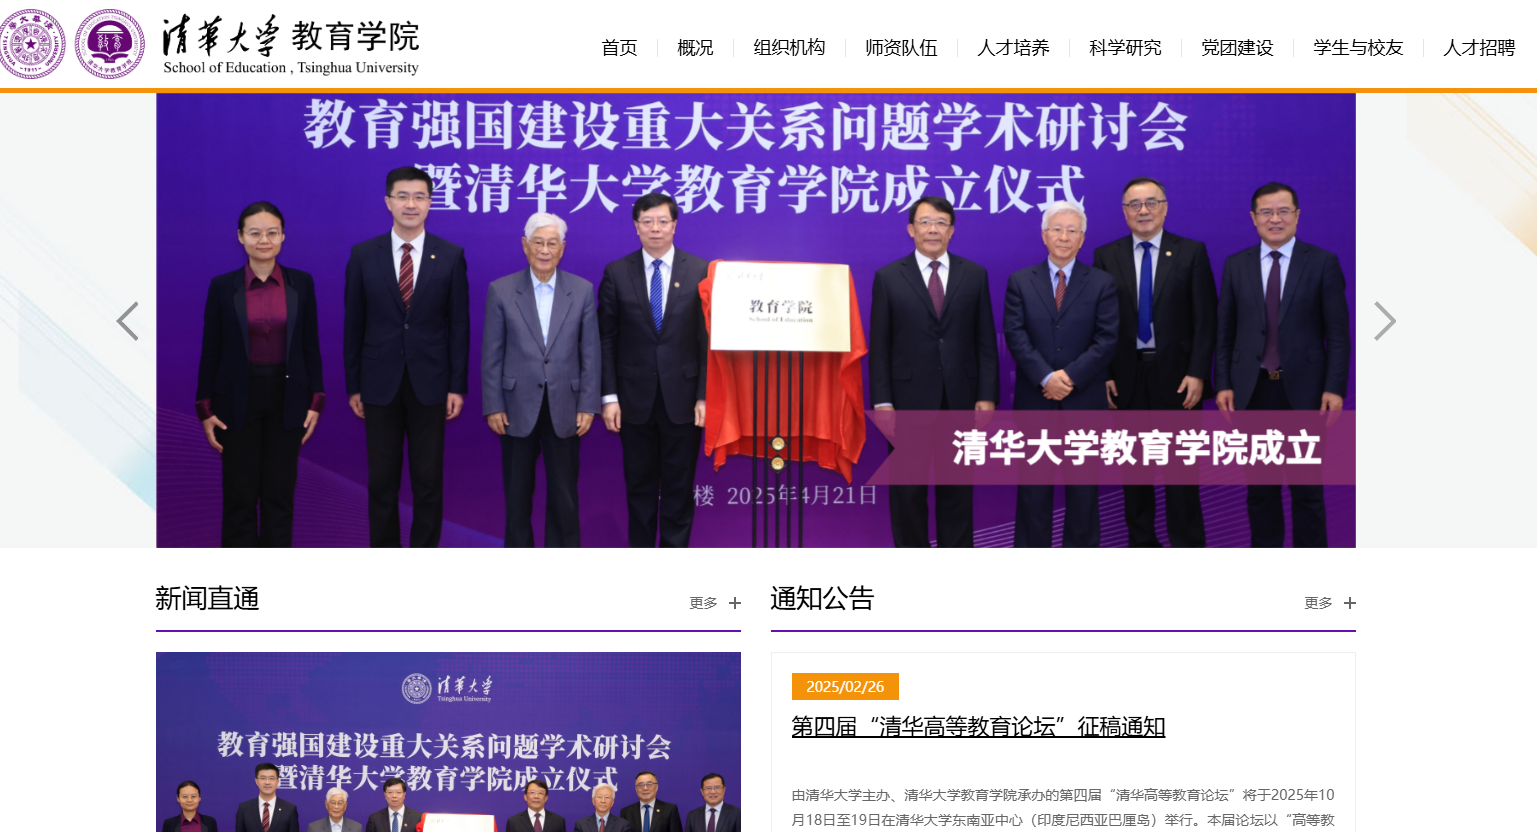 清华大学 教育学院
School of Education , Tsinghua University
首页 概况 组织机构 师资队伍 人才培养 科学研究 党团建设 学生与校友 人才招聘
教育强国建设重大关系问题学术研讨会
暨清华大学教育学院成立仪式
清华大学
教育学院
School of Education
清华大学教育学院成立
楼 2025年4月21日
新闻直通 更多 +
通知公告 更多 +
清华大学
Tsinghua University
教育强国建设重大关系问题学术研讨会
暨清华大学教育学院成立仪式
2025/02/26
第四届“清华高等教育论坛”征稿通知
由清华大学主办、清华大学教育学院承办的第四届“清华高等教育论坛”将于2025年10
月18日至19日在清华大学东南亚中心（印度尼西亚巴厘岛）举行。本届论坛以“高等教